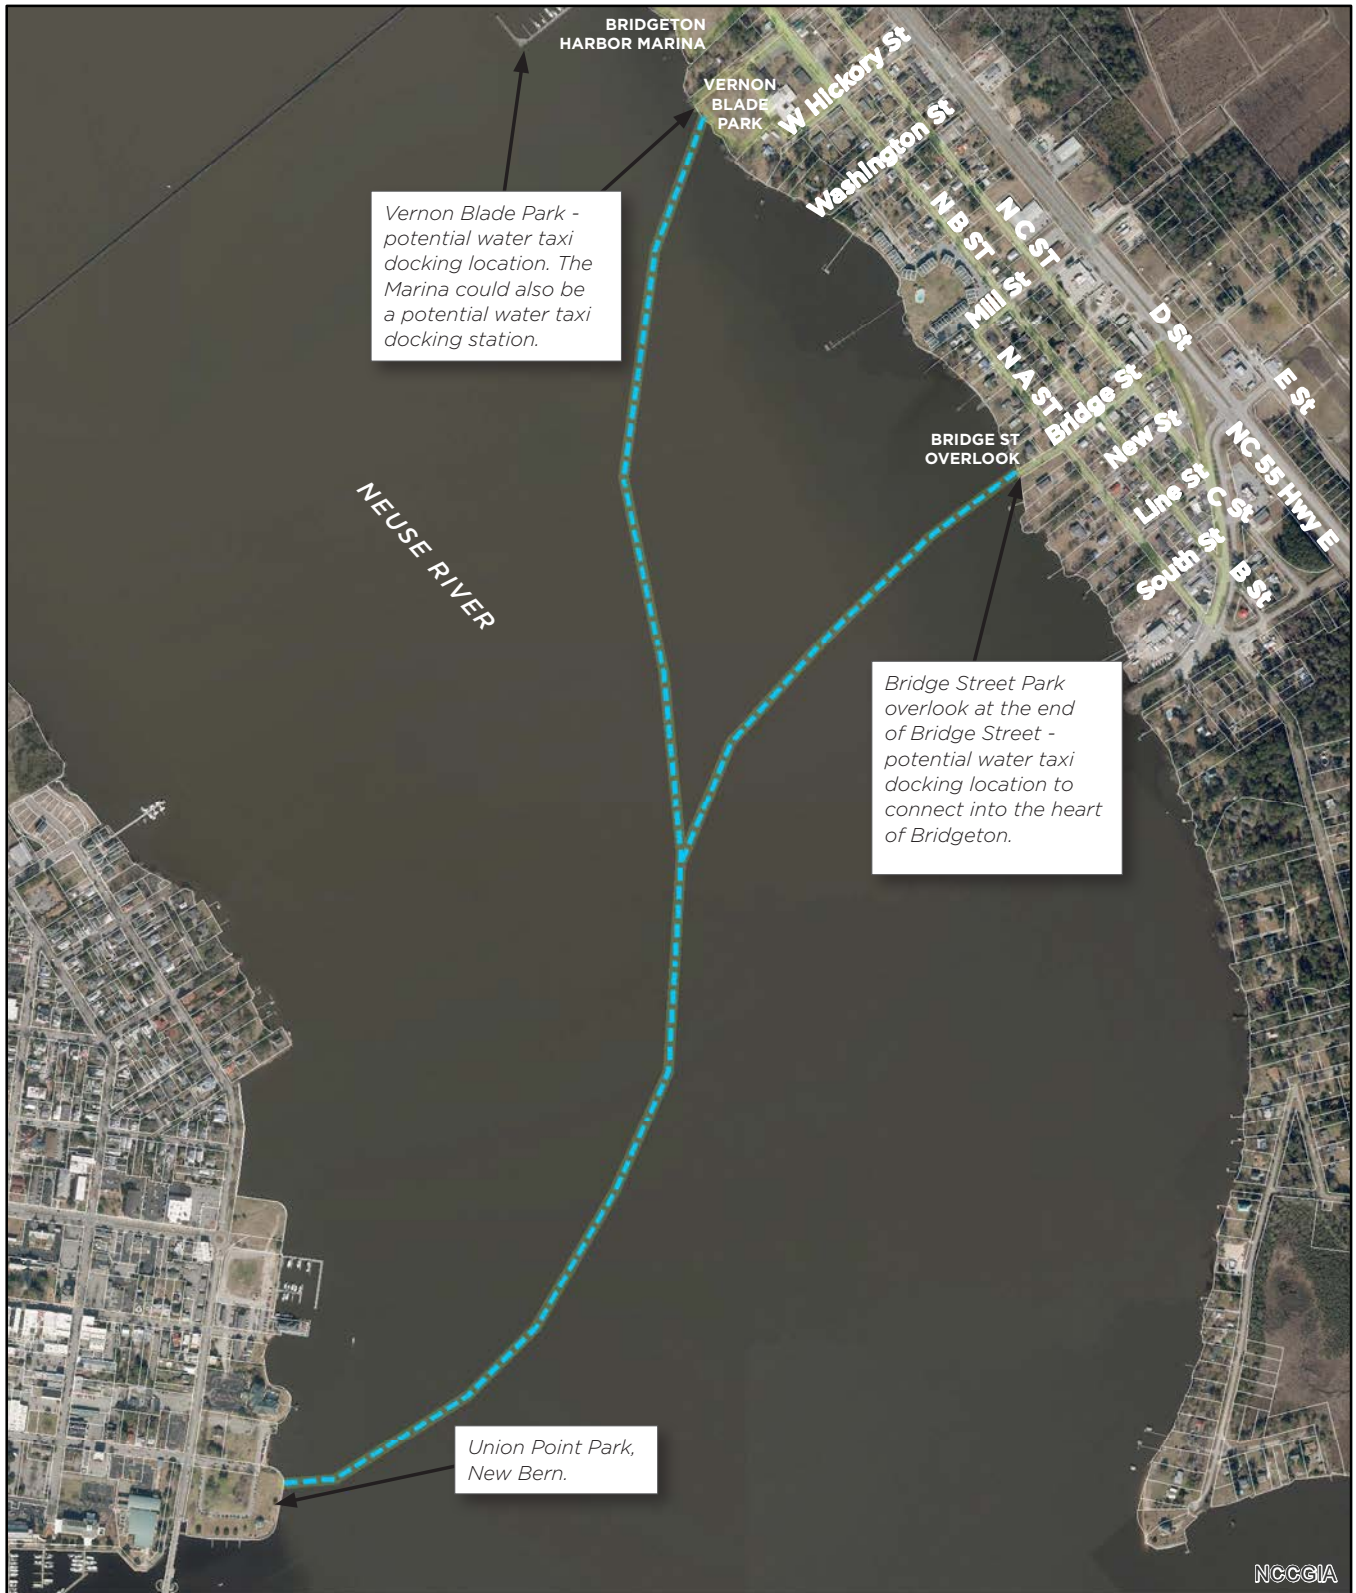 BRIDGETON
HARBOR MARINA
VERNON
BLADE
PARK
W Hickory St
Washington St
N B ST
N C ST
Mill St
D St
N A ST
Bridge St
E St
New St
NC 55 Hwy E
BRIDGE ST
OVERLOOK
Line St
C St
South St
B St
Vernon Blade Park -
potential water taxi
docking location. The
Marina could also be
a potential water taxi
docking station.
NEUSE RIVER
Bridge Street Park
overlook at the end
of Bridge Street -
potential water taxi
docking location to
connect into the heart
of Bridgeton.
Union Point Park,
New Bern.
NCCGIA